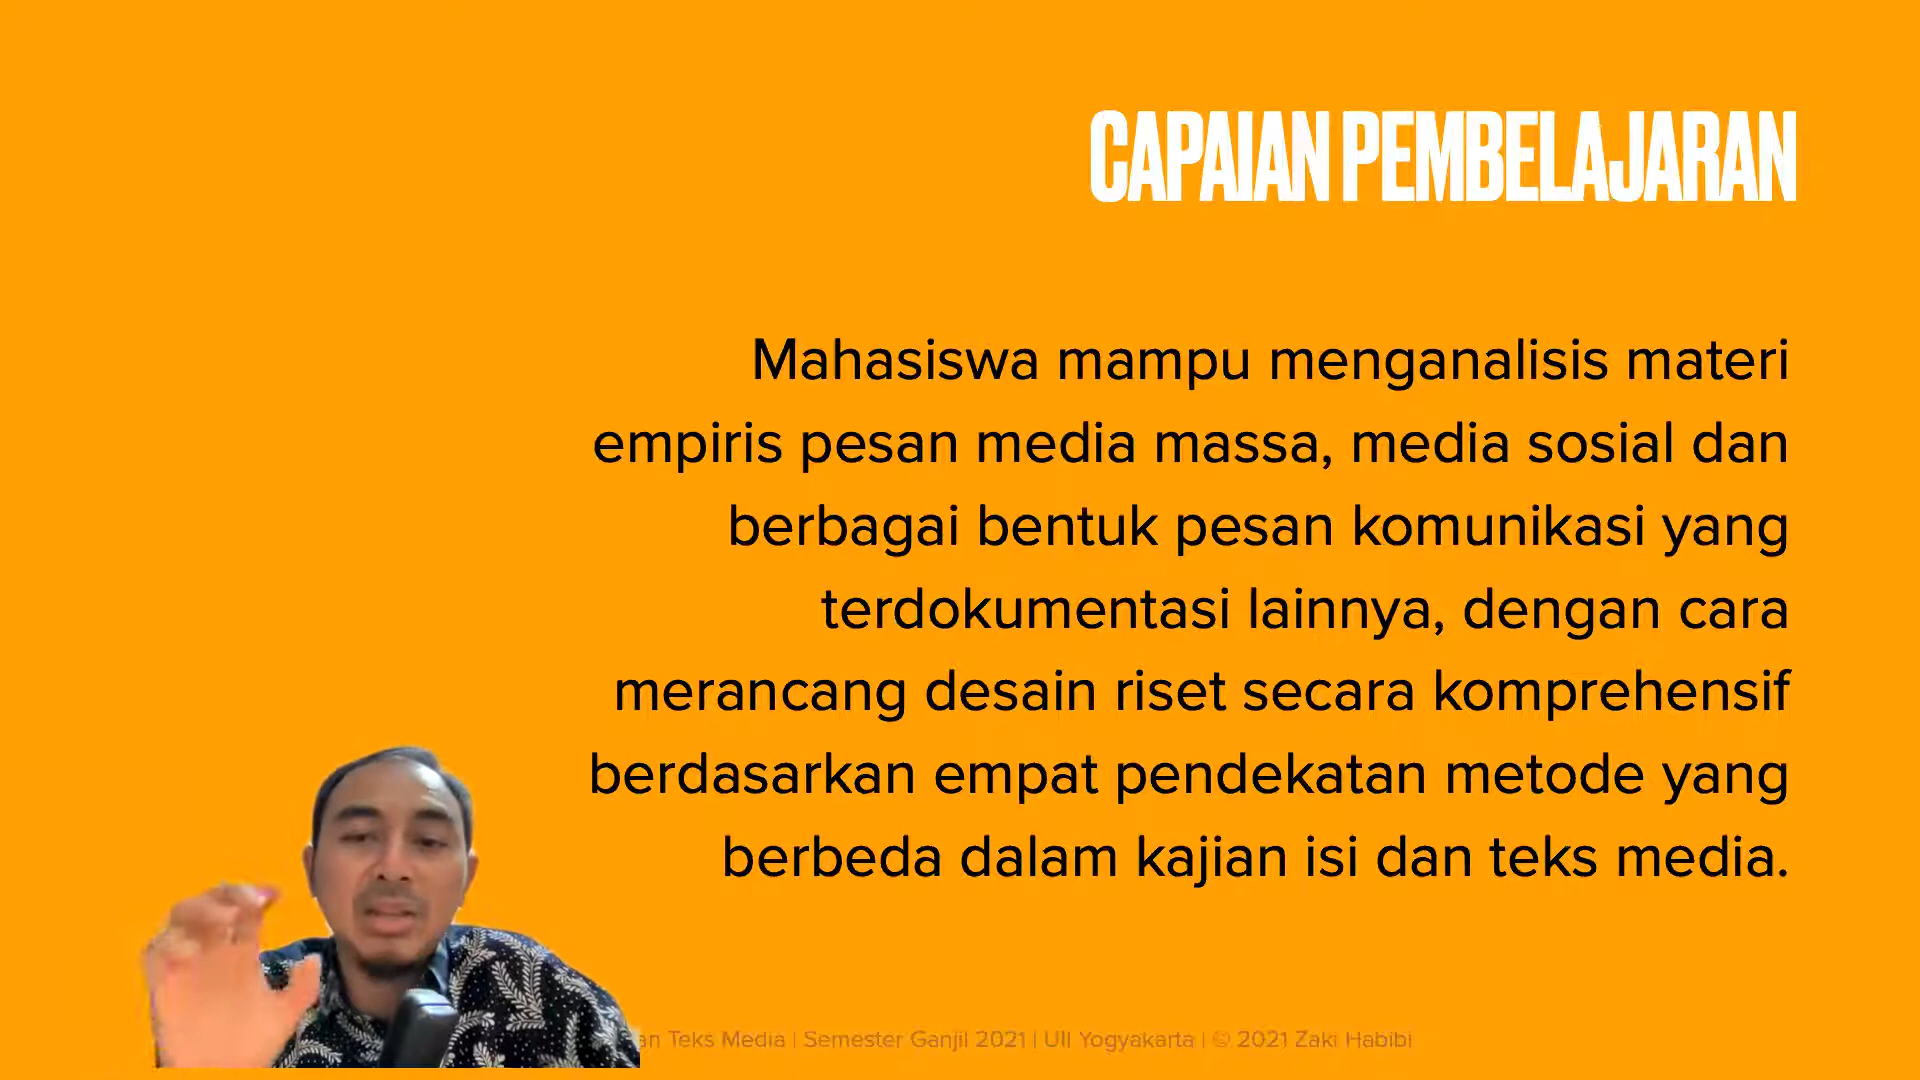 CAPAIAN PEMBELAJARAN
Mahasiswa mampu menganalisis materi
empiris pesan media massa, media sosial dan
berbagai bentuk pesan komunikasi yang
terdokumentasi lainnya, dengan cara
merancang desain riset secara komprehensif
berdasarkan empat pendekatan metode yang
berbeda dalam kajian isi dan teks media.
an Teks Media | Semester Ganjil 2021 | UII Yogyakarta | © 2021 Zaki Habibi